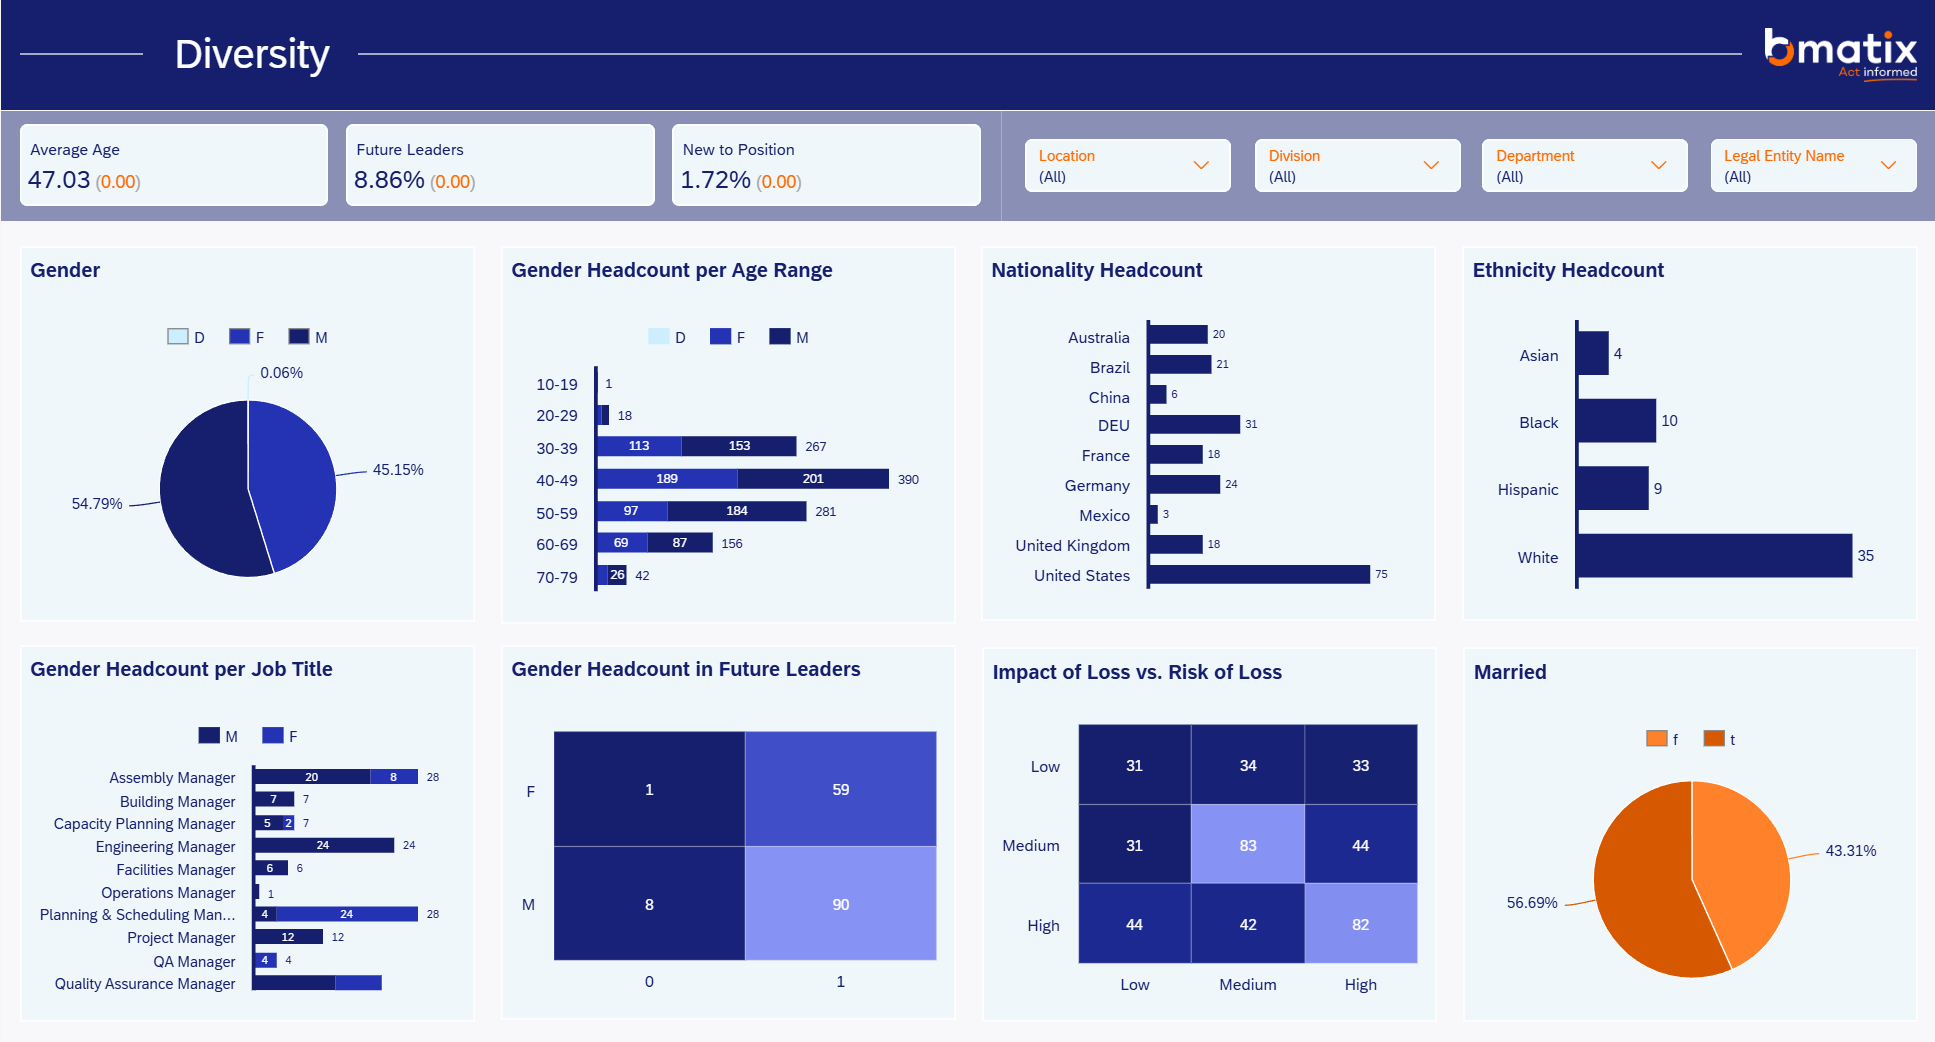 Diversity
bmatix
Act informed
Average Age
47.03 (0.00)
Future Leaders
8.86% (0.00)
New to Position
1.72% (0.00)
Location
(All)
Division
(All)
Department
(All)
Legal Entity Name
(All)
Gender
D F M
0.06%
45.15%
54.79%
Gender Headcount per Age Range
D F M
10-19 1
20-29 18
30-39 113 153 267
40-49 189 201 390
50-59 97 184 281
60-69 69 87 156
70-79 26 42
Nationality Headcount
Australia 20
Brazil 21
China 6
DEU 31
France 18
Germany 24
Mexico 3
United Kingdom 18
United States 75
Ethnicity Headcount
Asian 4
Black 10
Hispanic 9
White 35
Gender Headcount per Job Title
M F
Assembly Manager 20 8 28
Building Manager 7 7
Capacity Planning Manager 5 2 7
Engineering Manager 24 24
Facilities Manager 6 6
Operations Manager 1
Planning & Scheduling Man... 4 24 28
Project Manager 12 12
QA Manager 4 4
Quality Assurance Manager
Gender Headcount in Future Leaders
F 1 59
M 8 90
0 1
Impact of Loss vs. Risk of Loss
Low 31 34 33
Medium 31 83 44
High 44 42 82
Low Medium High
Married
f t
43.31%
56.69%